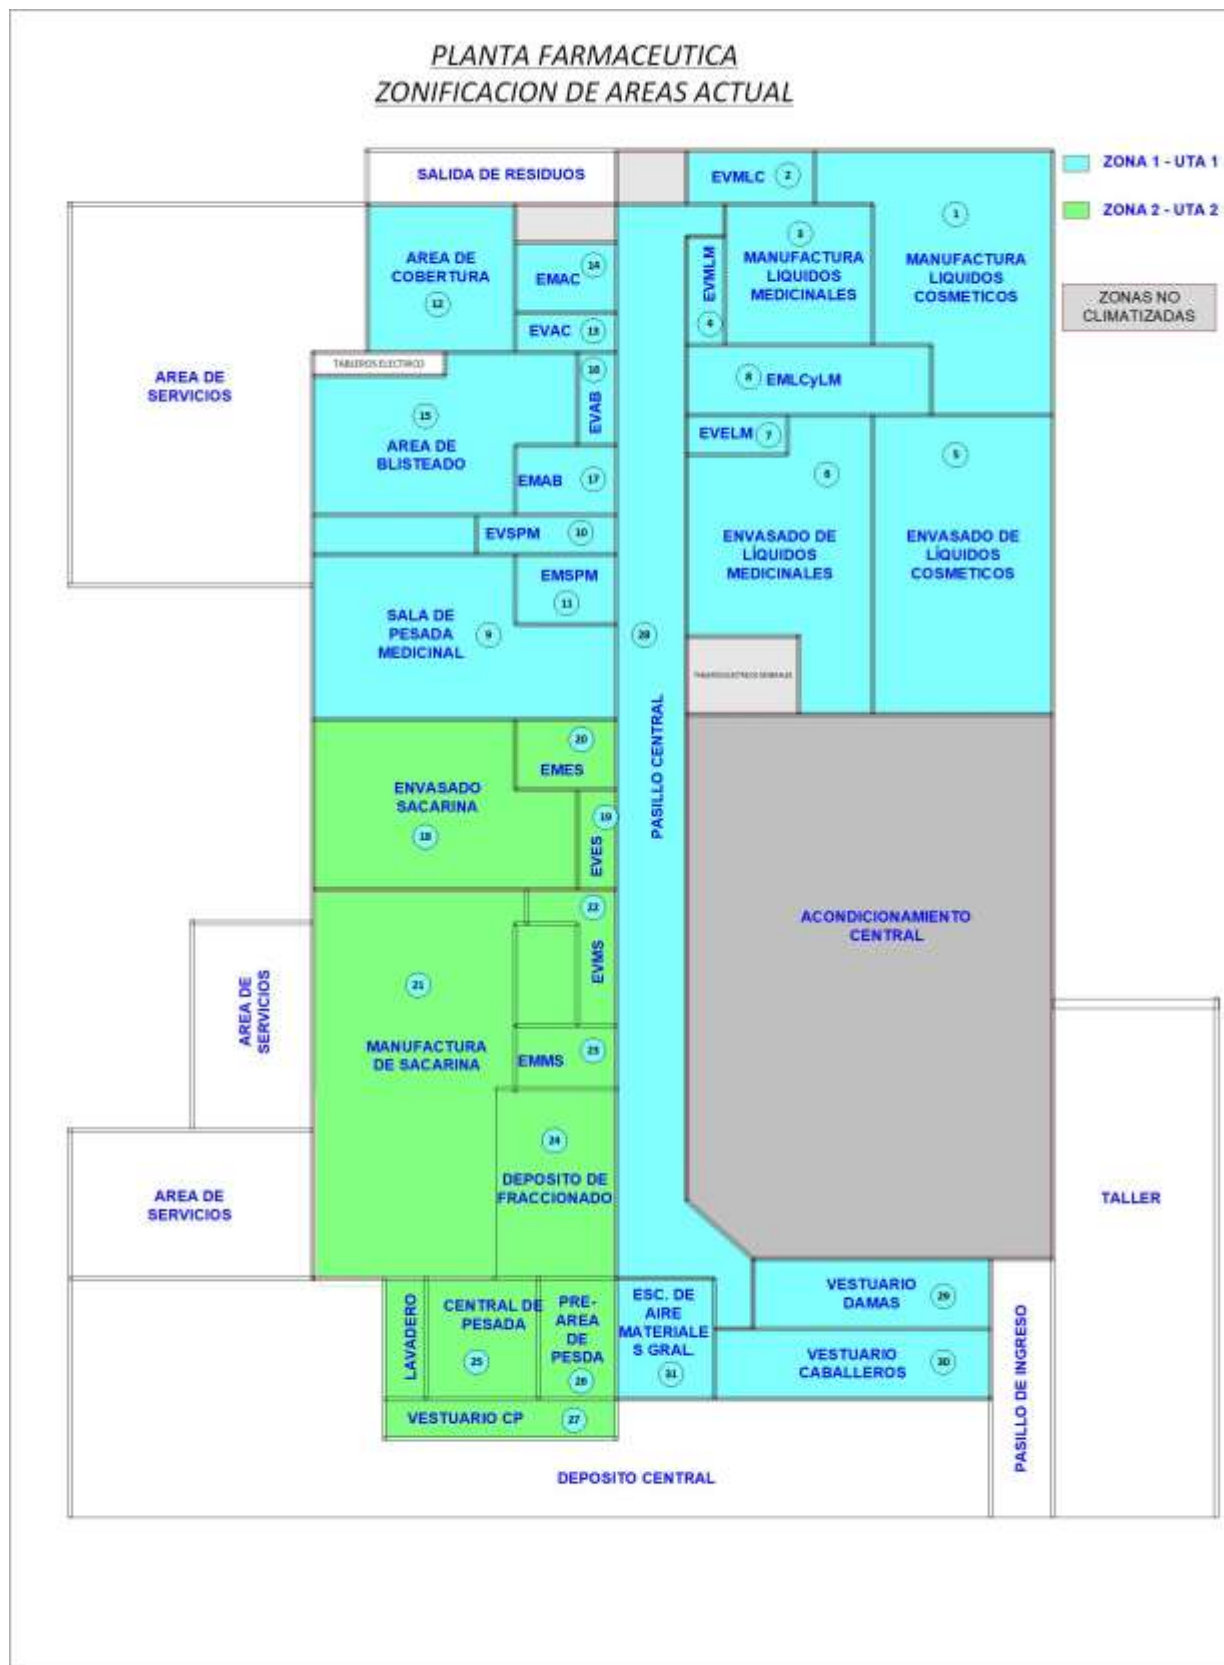 PLANTA FARMACEUTICA
ZONIFICACION DE AREAS ACTUAL
SALIDA DE RESIDUOS
EVMLC 2
ZONA 1 - UTA 1
ZONA 2 - UTA 2
ZONAS NO
CLIMATIZADAS
1
MANUFACTURA
LIQUIDOS
COSMETICOS
3
MANUFACTURA
LIQUIDOS
MEDICINALES
EVMLM
4
AREA DE
COBERTURA
12
EMAC 14
EVAC 13
TABLEROS ELECTRICO
AREA DE
SERVICIOS
16
EVAB
15
AREA DE
BLISTEADO
EMAB 17
8 EMLCyLM
EVELM 7
6
5
ENVASADO DE
LÍQUIDOS
MEDICINALES
ENVASADO DE
LÍQUIDOS
COSMETICOS
EVSPM 10
EMSPM
11
SALA DE
PESADA
MEDICINAL
9
28
PASILLO CENTRAL
TABLEROS ELECTRICOS GENERALES
20
EMES
ENVASADO
SACARINA
18
19
EVES
22
EVMS
21
MANUFACTURA
DE SACARINA
EMMS 23
ACONDICIONAMIENTO
CENTRAL
AREA DE
SERVICIOS
24
DEPOSITO DE
FRACCIONADO
AREA DE
SERVICIOS
TALLER
LAVADERO
CENTRAL DE
PESADA
25
PRE-
AREA
DE
PESDA
26
ESC. DE
AIRE
MATERIALE
S GRAL.
31
VESTUARIO
DAMAS
29
VESTUARIO
CABALLEROS
30
VESTUARIO CP 27
PASILLO DE INGRESO
DEPOSITO CENTRAL